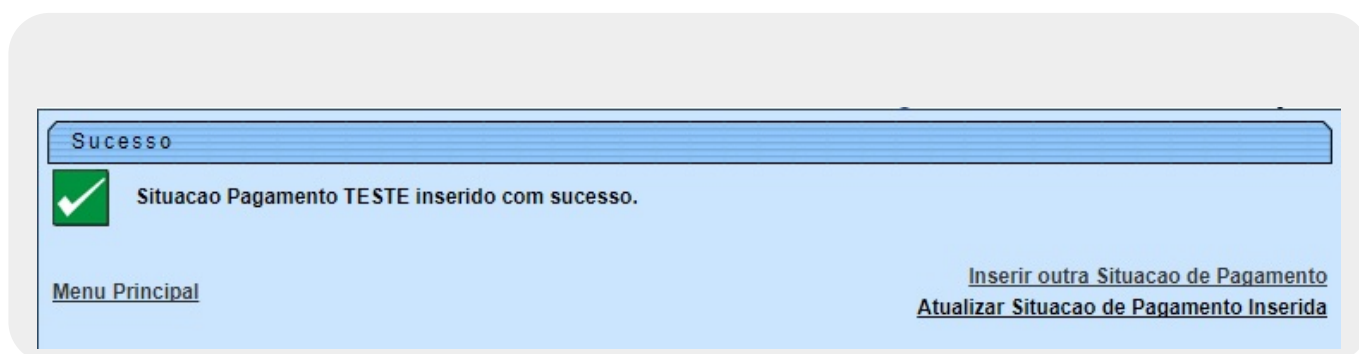 Sucesso
Situacao Pagamento TESTE inserido com sucesso.
Menu Principal
Inserir outra Situacao de Pagamento
Atualizar Situacao de Pagamento Inserida